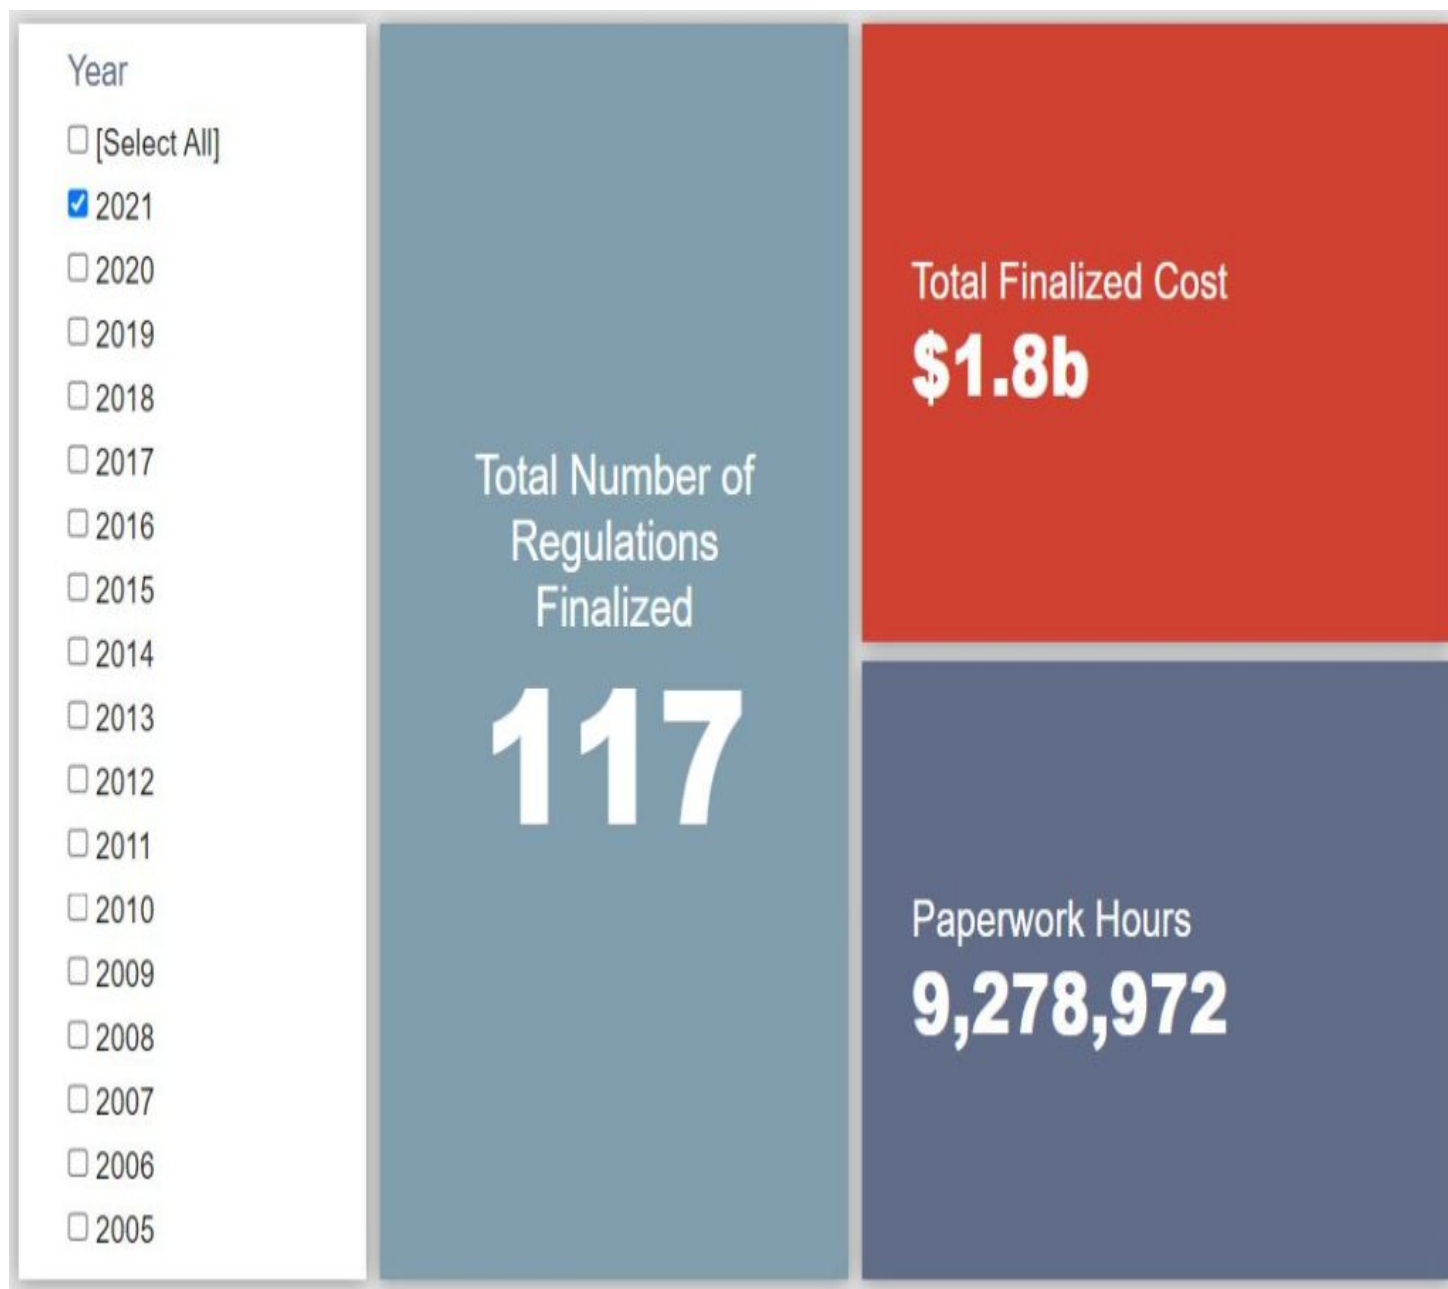 Year
[Select All]
2021
2020
2019
2018
2017
2016
2015
2014
2013
2012
2011
2010
2009
2008
2007
2006
2005
Total Number of
Regulations
Finalized
117
Total Finalized Cost
$1.8b
Paperwork Hours
9,278,972